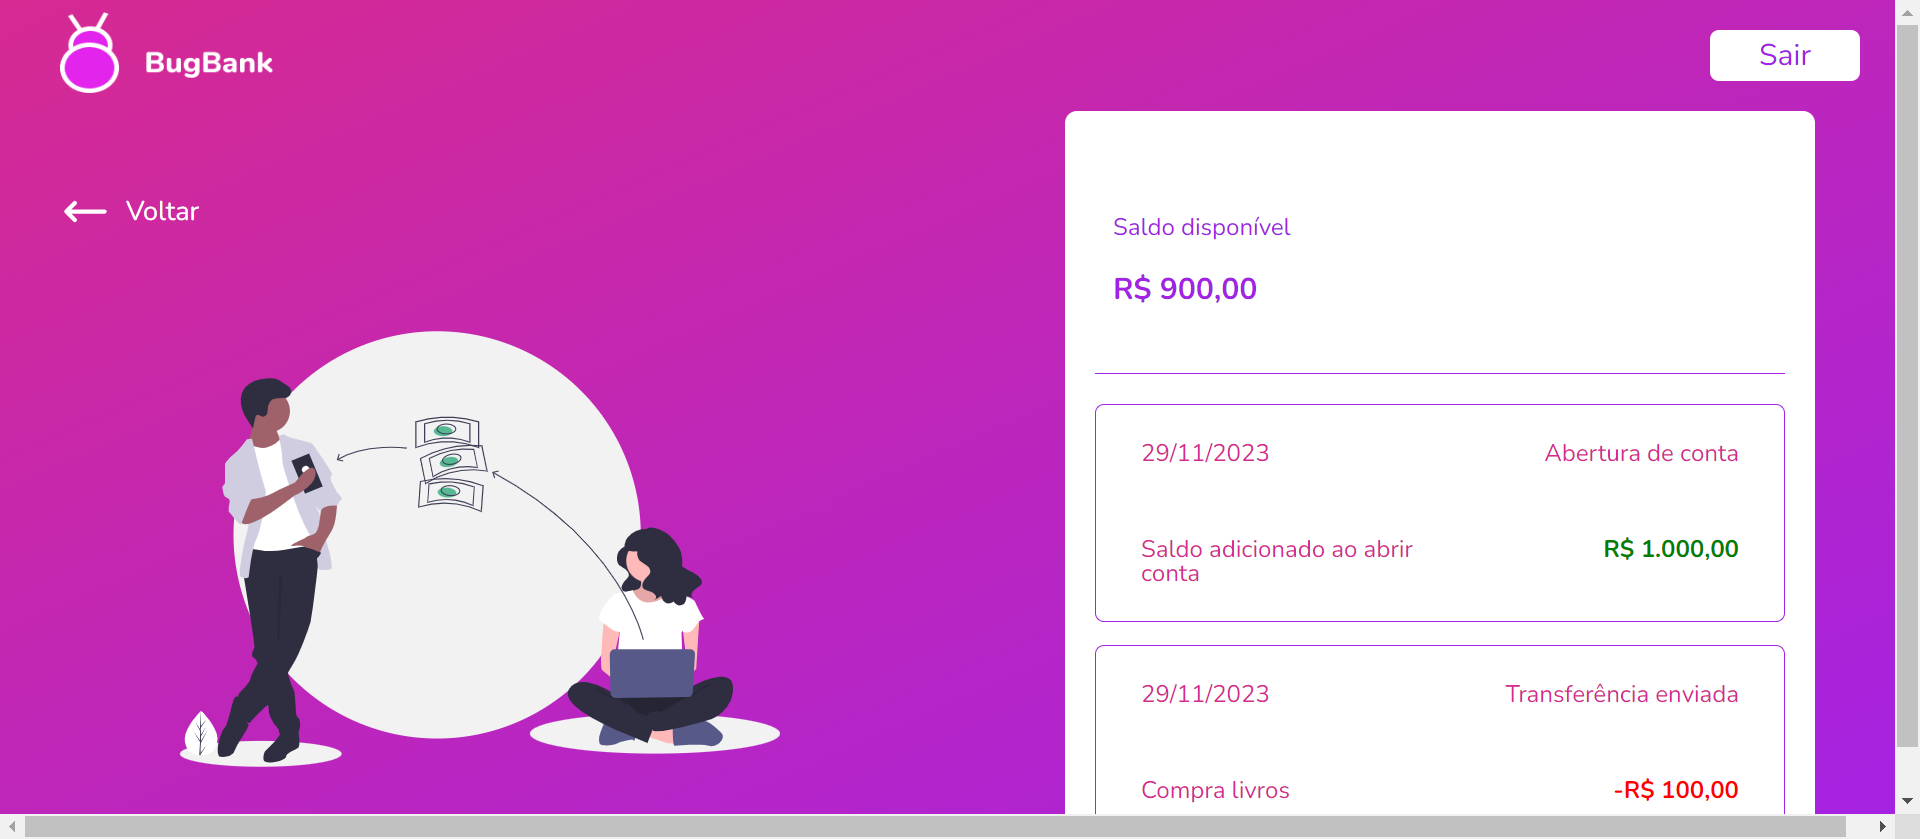 BugBank
Sair
Voltar
Saldo disponível
R$ 900,00
29/11/2023
Abertura de conta
Saldo adicionado ao abrir
conta
R$ 1.000,00
29/11/2023
Transferência enviada
Compra livros
-R$ 100,00